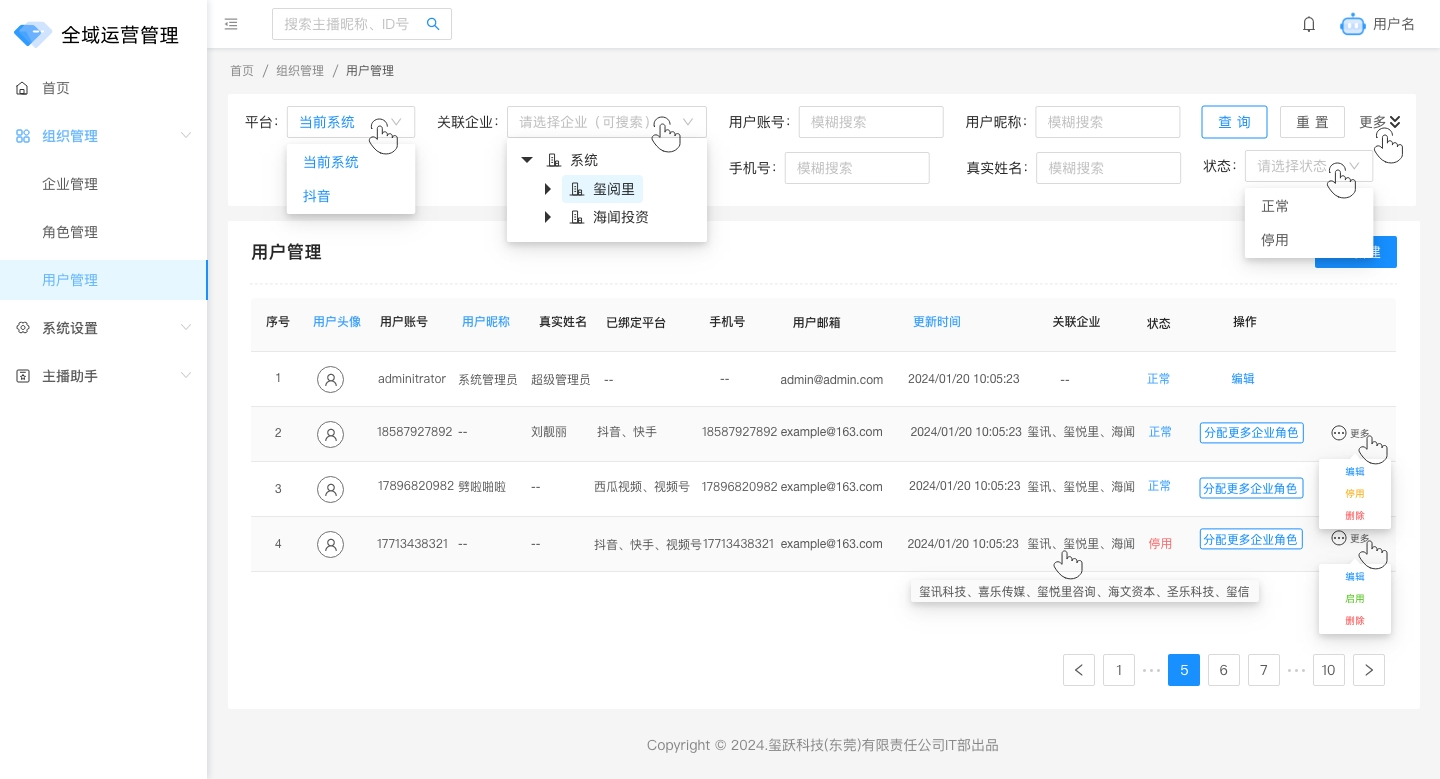 全域运营管理
搜索主播昵称、ID号
用户名
首页
组织管理
企业管理
角色管理
用户管理
系统设置
主播助手
首页 / 组织管理 / 用户管理
平台: 当前系统
当前系统
抖音
关联企业: 请选择企业（可搜索）
系统
玺阅里
海闻投资
用户账号: 模糊搜索
用户昵称: 模糊搜索
查 询
重 置
更多
手机号: 模糊搜索
真实姓名: 模糊搜索
状态: 请选择状态
正常
停用
用户管理
建
序号 用户头像 用户账号 用户昵称 真实姓名 已绑定平台 手机号 用户邮箱 更新时间 关联企业 状态 操作
1 adminitrator 系统管理员 超级管理员 -- -- admin@admin.com 2024/01/20 10:05:23 -- 正常 编辑
2 18587927892 -- 刘靓丽 抖音、快手 18587927892 example@163.com 2024/01/20 10:05:23 玺讯、玺悦里、海闻 正常 分配更多企业角色 更多
3 17896820982 劈啦啪啦 -- 西瓜视频、视频号 17896820982 example@163.com 2024/01/20 10:05:23 玺讯、玺悦里、海闻 正常 分配更多企业角色
编辑
停用
删除
4 17713438321 -- -- 抖音、快手、视频号 17713438321 example@163.com 2024/01/20 10:05:23 玺讯、玺悦里、海闻 停用 分配更多企业角色 更多
编辑
启用
删除
玺讯科技、喜乐传媒、玺悦里咨询、海文资本、圣乐科技、玺信
1 ••• 5 6 7 ••• 10
Copyright © 2024.玺跃科技(东莞)有限责任公司IT部出品